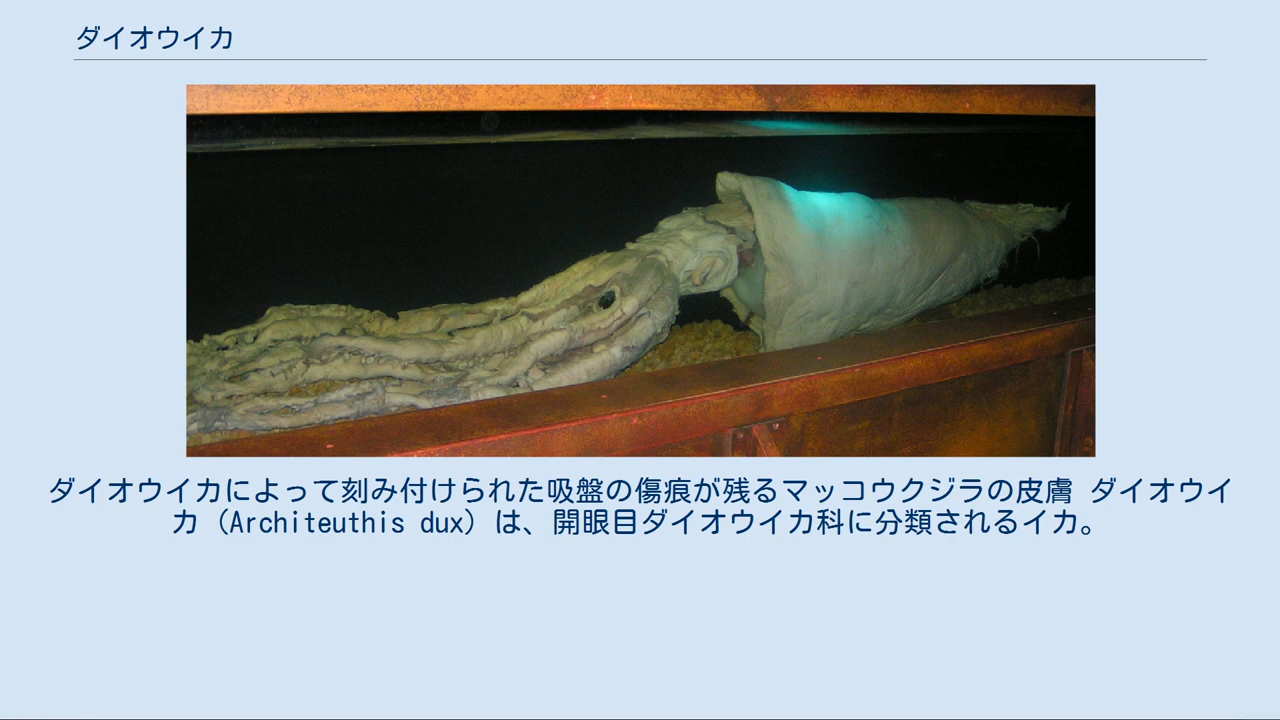 ダイオウイカ
ダイオウイカによって刻み付けられた吸盤の傷痕が残るマッコウクジラの皮膚 ダイオウイ
カ（Architeuthis dux）は、開眼目ダイオウイカ科に分類されるイカ。